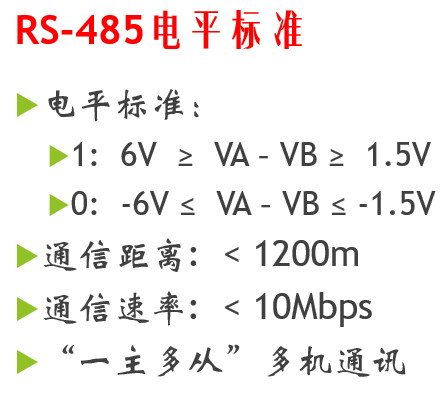 RS-485电平标准
电平标准：
1: 6V ≥ VA - VB ≥ 1.5V
0: -6V ≤ VA - VB ≤ -1.5V
通信距离: < 1200m
通信速率: < 10Mbps
“一主多从”多机通讯